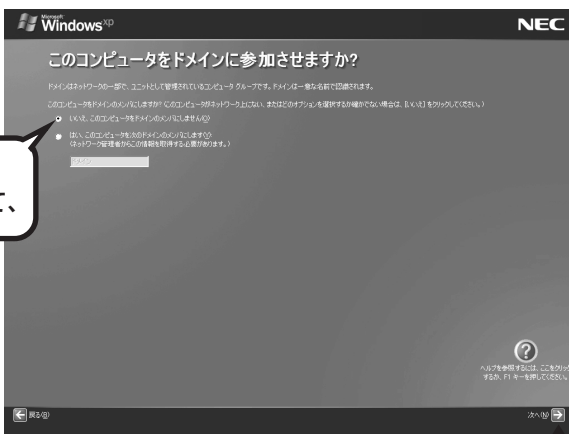 Microsoft
Windows xp
NEC
このコンピュータをドメインに参加させますか?
ドメインはネットワークの一部で、ユニットとして管理されているコンピュータ グループです。ドメインは一意な名前で認識されます。
このコンピュータをドメインのメンバにしますか? (このコンピュータがネットワーク上にない、またはどのオプションを選択するか確かでない場合は、[いいえ] をクリックしてください。)
いいえ、このコンピュータをドメインのメンバにしません(O)
はい、このコンピュータを次のドメインのメンバにします(Y):
(ネットワーク管理者からこの情報を取得する必要があります。)
ドメイン
て、
ヘルプを参照するには、ここをクリック
するか、F1 キーを押してください。
戻る(B)
次へ(N)